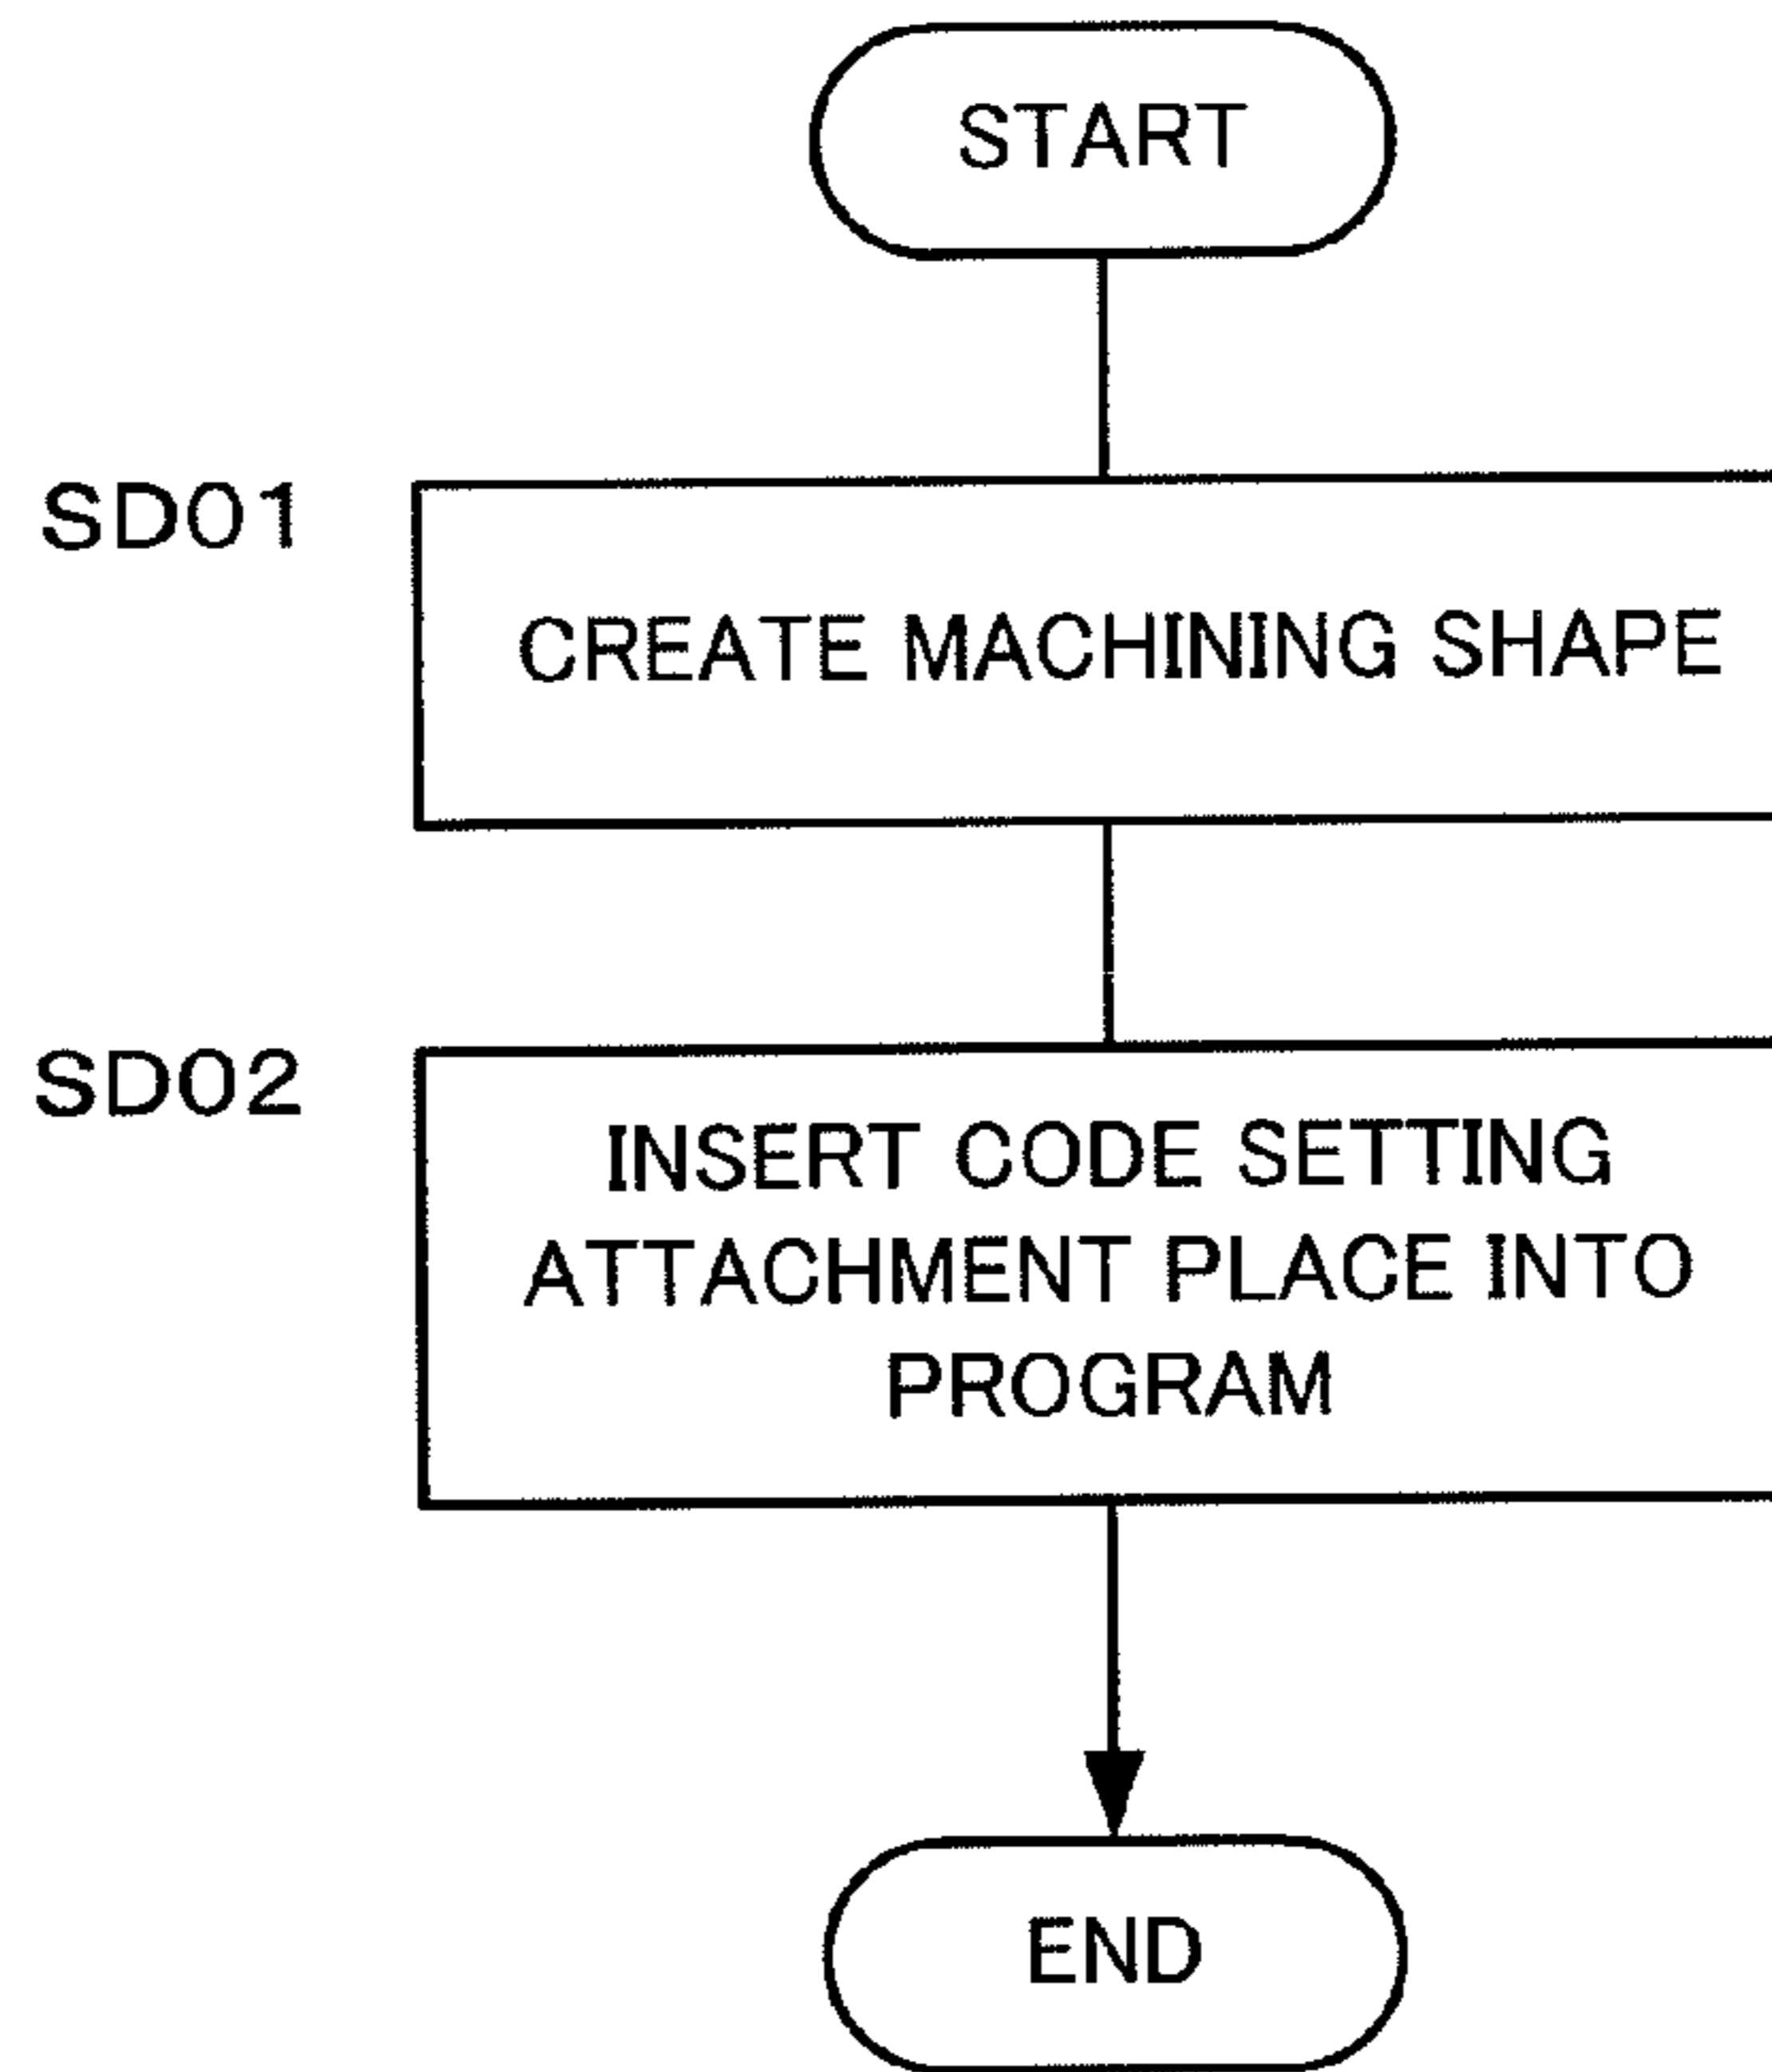 START
SD01
CREATE MACHINING SHAPE
SD02
INSERT CODE SETTING
ATTACHMENT PLACE INTO
PROGRAM
END